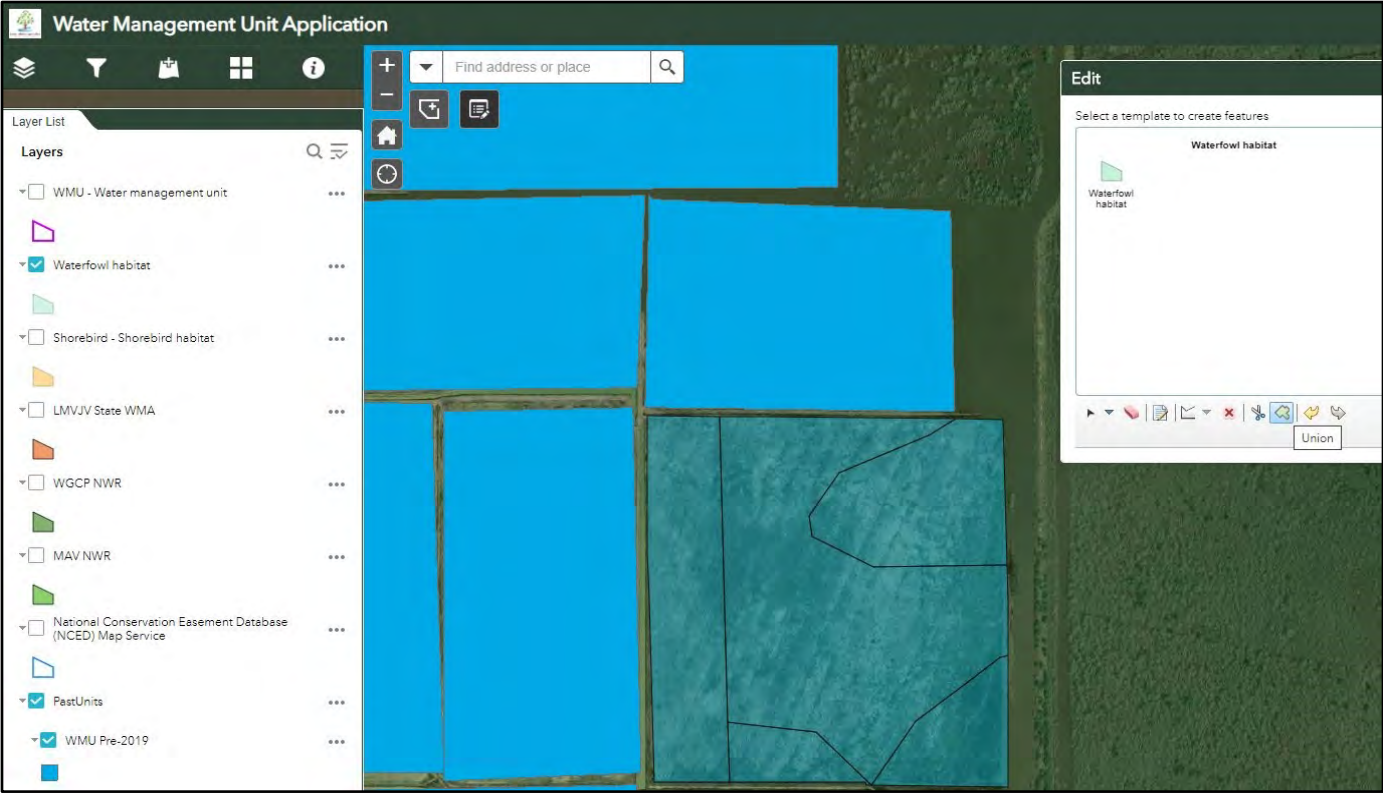 Water Management Unit Application
Find address or place
Layer List
Layers
WMU - Water management unit
Waterfowl habitat
Shorebird - Shorebird habitat
LMVJV State WMA
WGCP NWR
MAV NWR
National Conservation Easement Database
(NCED) Map Service
PastUnits
WMU Pre-2019
Edit
Select a template to create features
Waterfowl habitat
Waterfowl
habitat
Union